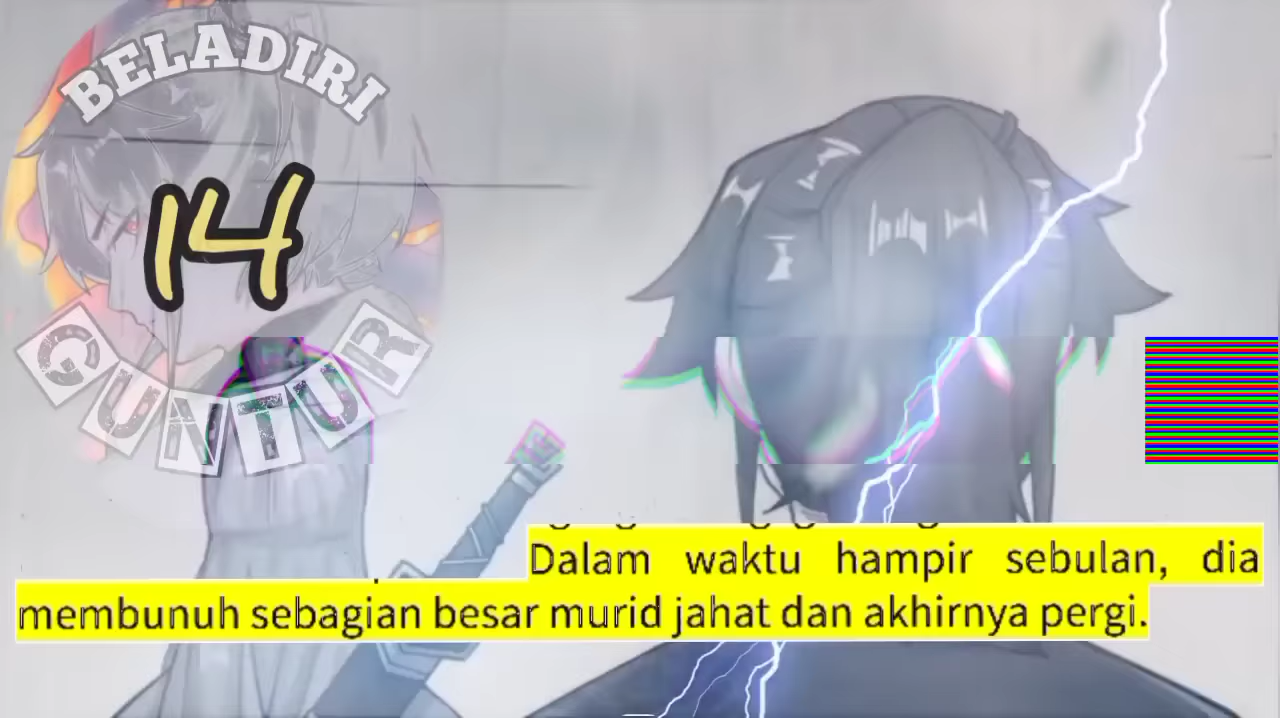 BELADIRI
14
GUNTUR
Dalam waktu hampir sebulan, dia
membunuh sebagian besar murid jahat dan akhirnya pergi.